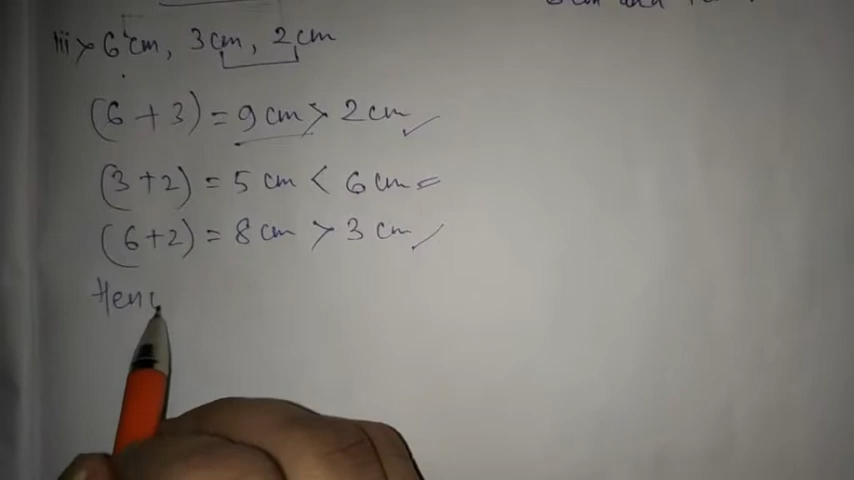 iii> 6 cm, 3 cm, 2 cm
(6 + 3) = 9 cm > 2 cm ✓
(3 + 2) = 5 cm < 6 cm
(6 + 2) = 8 cm > 3 cm ✓
Henc